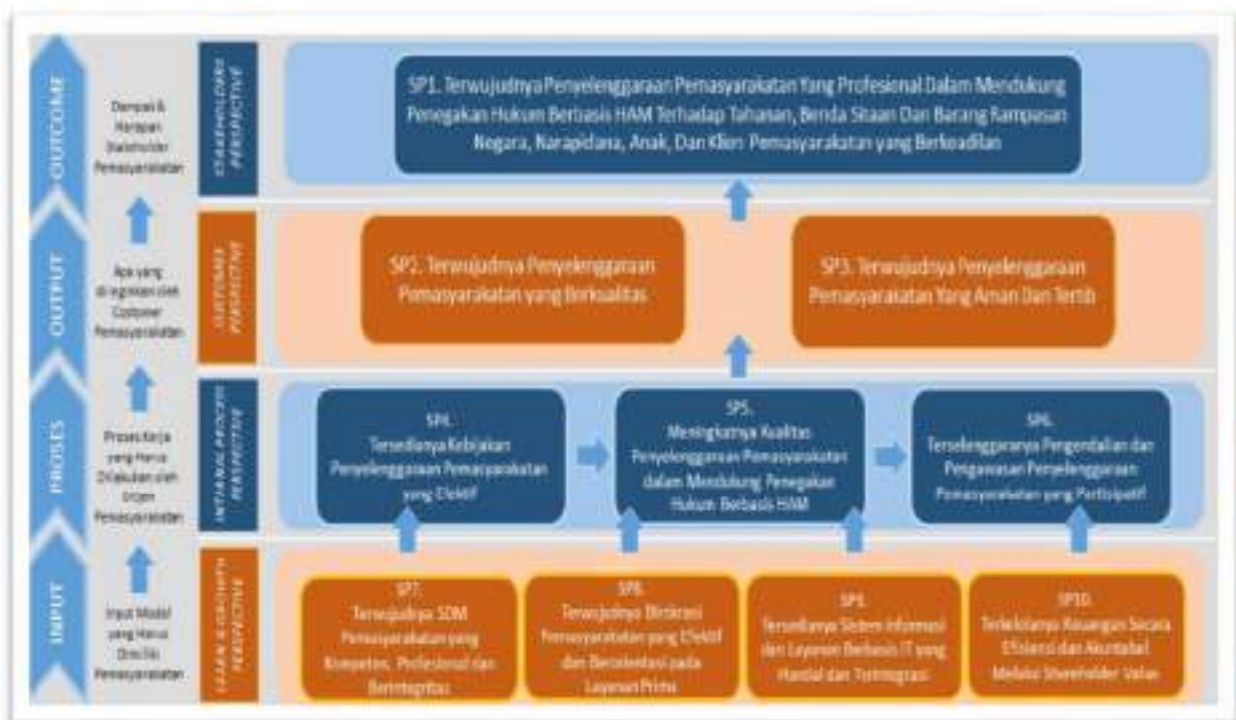 OUTCOME
Dampak &
Harapan
Stakeholder
Pemasyarakatan
STAKEHOLDERS
PERSPECTIVE
SP1. Terwujudnya Penyelenggaraan Pemasyarakatan Yang Profesional Dalam Mendukung
Penegakan Hukum Berbasis HAM Terhadap Tahanan, Benda Sitaan Dan Barang Rampasan
Negara, Narapidana, Anak, Dan Klien Pemasyarakatan yang Berkeadilan
OUTPUT
Apa yang
di inginkan oleh
Customer
Pemasyarakatan
CUSTOMER
PERSPECTIVE
SP2. Terwujudnya Penyelenggaraan
Pemasyarakatan yang Berkualitas
SP3. Terwujudnya Penyelenggaraan
Pemasyarakatan Yang Aman Dan Tertib
PROSES
Proses Kerja
yang Harus
Dilakukan oleh
Ditjen
Pemasyarakatan
INTERNAL PROCESS
PERSPECTIVE
SP4.
Tersedianya Kebijakan
Penyelenggaraan Pemasyarakatan
yang Efektif
SP5.
Meningkatnya Kualitas
Penyelenggaraan Pemasyarakatan
dalam Mendukung Penegakan
Hukum Berbasis HAM
SP6.
Terselenggaranya Pengendalian dan
Pengawasan Penyelenggaraan
Pemasyarakatan yang Partisipatif
INPUT
Input Modal
yang Harus
Dimiliki
Pemasyarakatan
LEARN & GROWTH
PERSPECTIVE
SP7.
Terwujudnya SDM
Pemasyarakatan yang
Kompeten, Profesional dan
Berintegritas
SP8.
Terwujudnya Birokrasi
Pemasyarakatan yang Efektif
dan Berorientasi pada
Layanan Prima
SP9.
Tersedianya Sistem Informasi
dan Layanan Berbasis IT yang
Handal dan Terintegrasi
SP10.
Terkelolanya Keuangan Secara
Efisiensi dan Akuntabel
Melalui Shareholder Value